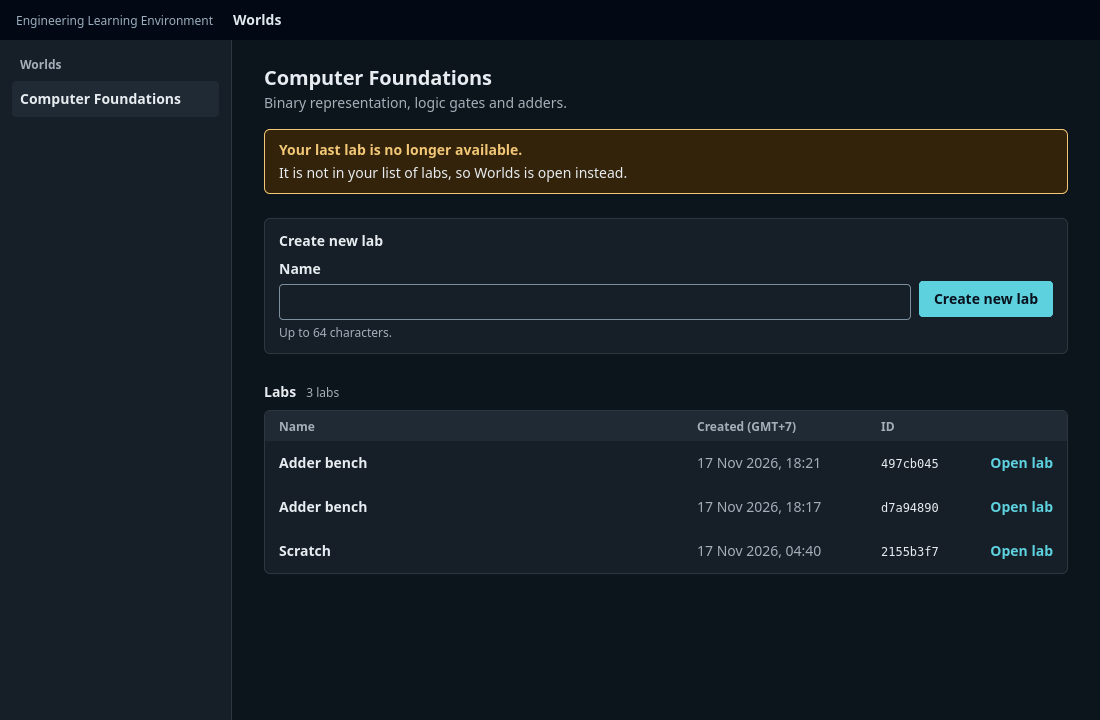 Engineering Learning Environment Worlds
Worlds
Computer Foundations
Computer Foundations
Binary representation, logic gates and adders.
Your last lab is no longer available.
It is not in your list of labs, so Worlds is open instead.
Create new lab
Name
Create new lab
Up to 64 characters.
Labs 3 labs
Name Created (GMT+7) ID
Adder bench 17 Nov 2026, 18:21 497cb045 Open lab
Adder bench 17 Nov 2026, 18:17 d7a94890 Open lab
Scratch 17 Nov 2026, 04:40 2155b3f7 Open lab